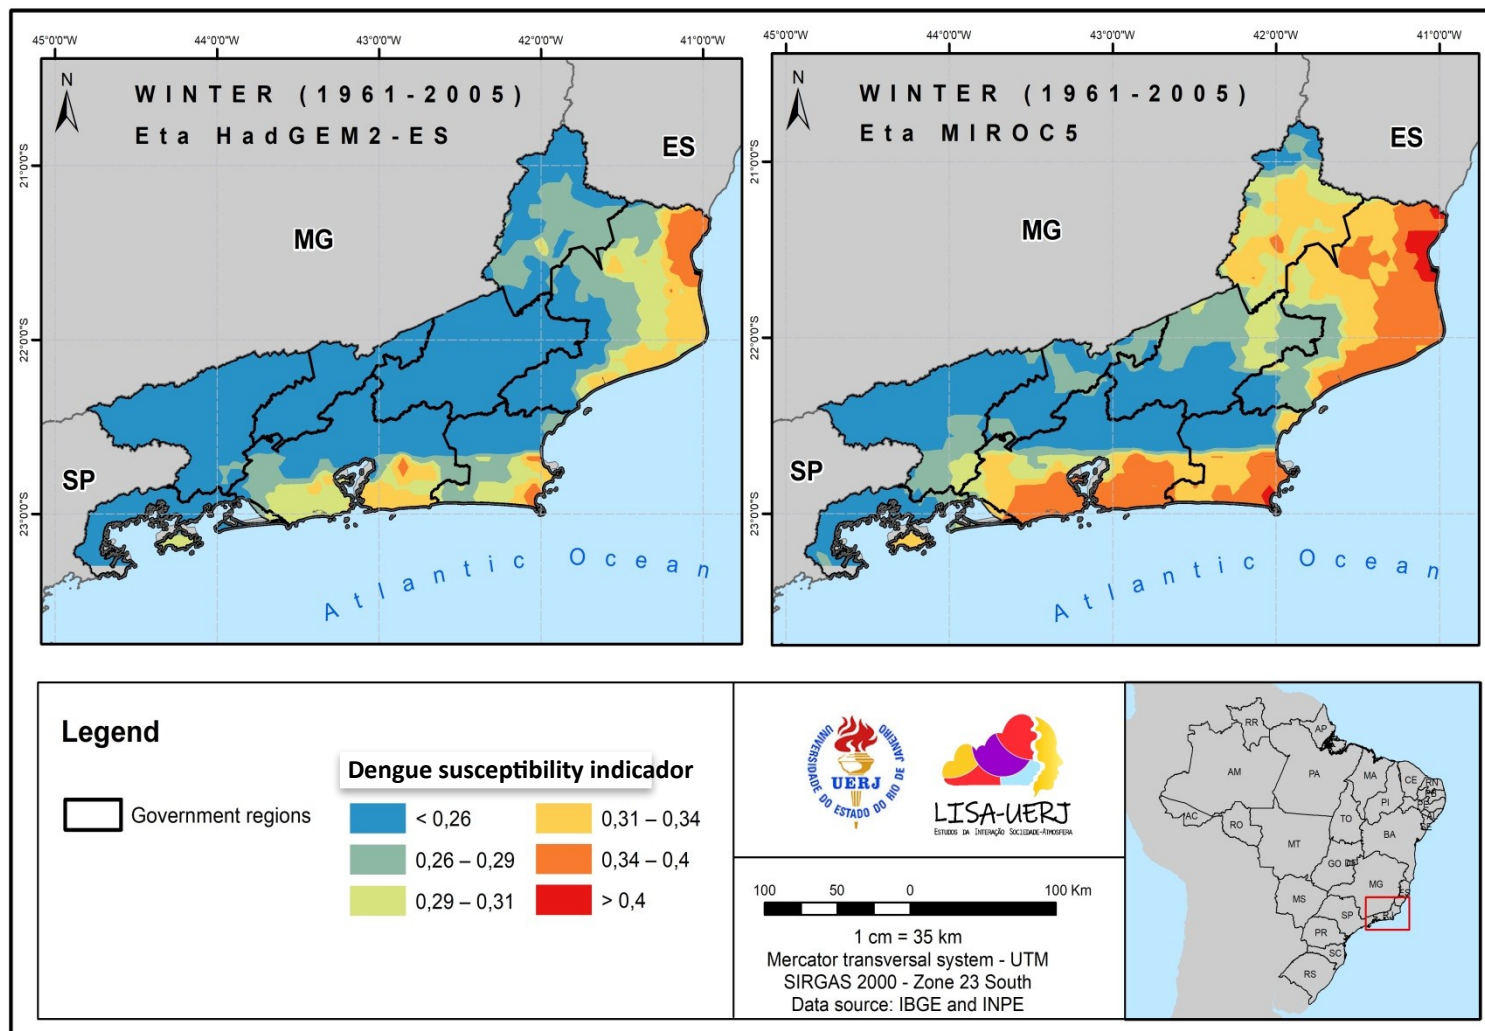 45°0'0"W 44°0'0"W 43°0'0"W 42°0'0"W 41°0'0"W
45°0'0"W 44°0'0"W 43°0'0"W 42°0'0"W 41°0'0"W
N
WINTER (1961-2005)
Eta HadGEM2-ES
ES
MG
SP
21°0'0"S
22°0'0"S
23°0'0"S
Atlantic Ocean
N
WINTER (1961-2005)
Eta MIROC5
ES
MG
SP
21°0'0"S
22°0'0"S
23°0'0"S
Atlantic Ocean
Legend
Government regions
Dengue susceptibility indicador
< 0,26
0,26 – 0,29
0,29 – 0,31
0,31 – 0,34
0,34 – 0,4
> 0,4
UNIVERSIDADE DO ESTADO DO RIO DE JANEIRO
UERJ
LISA-UERJ
ESTUDOS DA INTERAÇÃO SOCIEDADE-ATMOSFERA
100 50 0 100 Km
1 cm = 35 km
Mercator transversal system - UTM
SIRGAS 2000 - Zone 23 South
Data source: IBGE and INPE
RR
AP
AM
PA
MA
CE
RN
PB
PI
AC
RO
TO
BA
MT
GO
MG
ES
MS
SP
RJ
PR
SC
RS